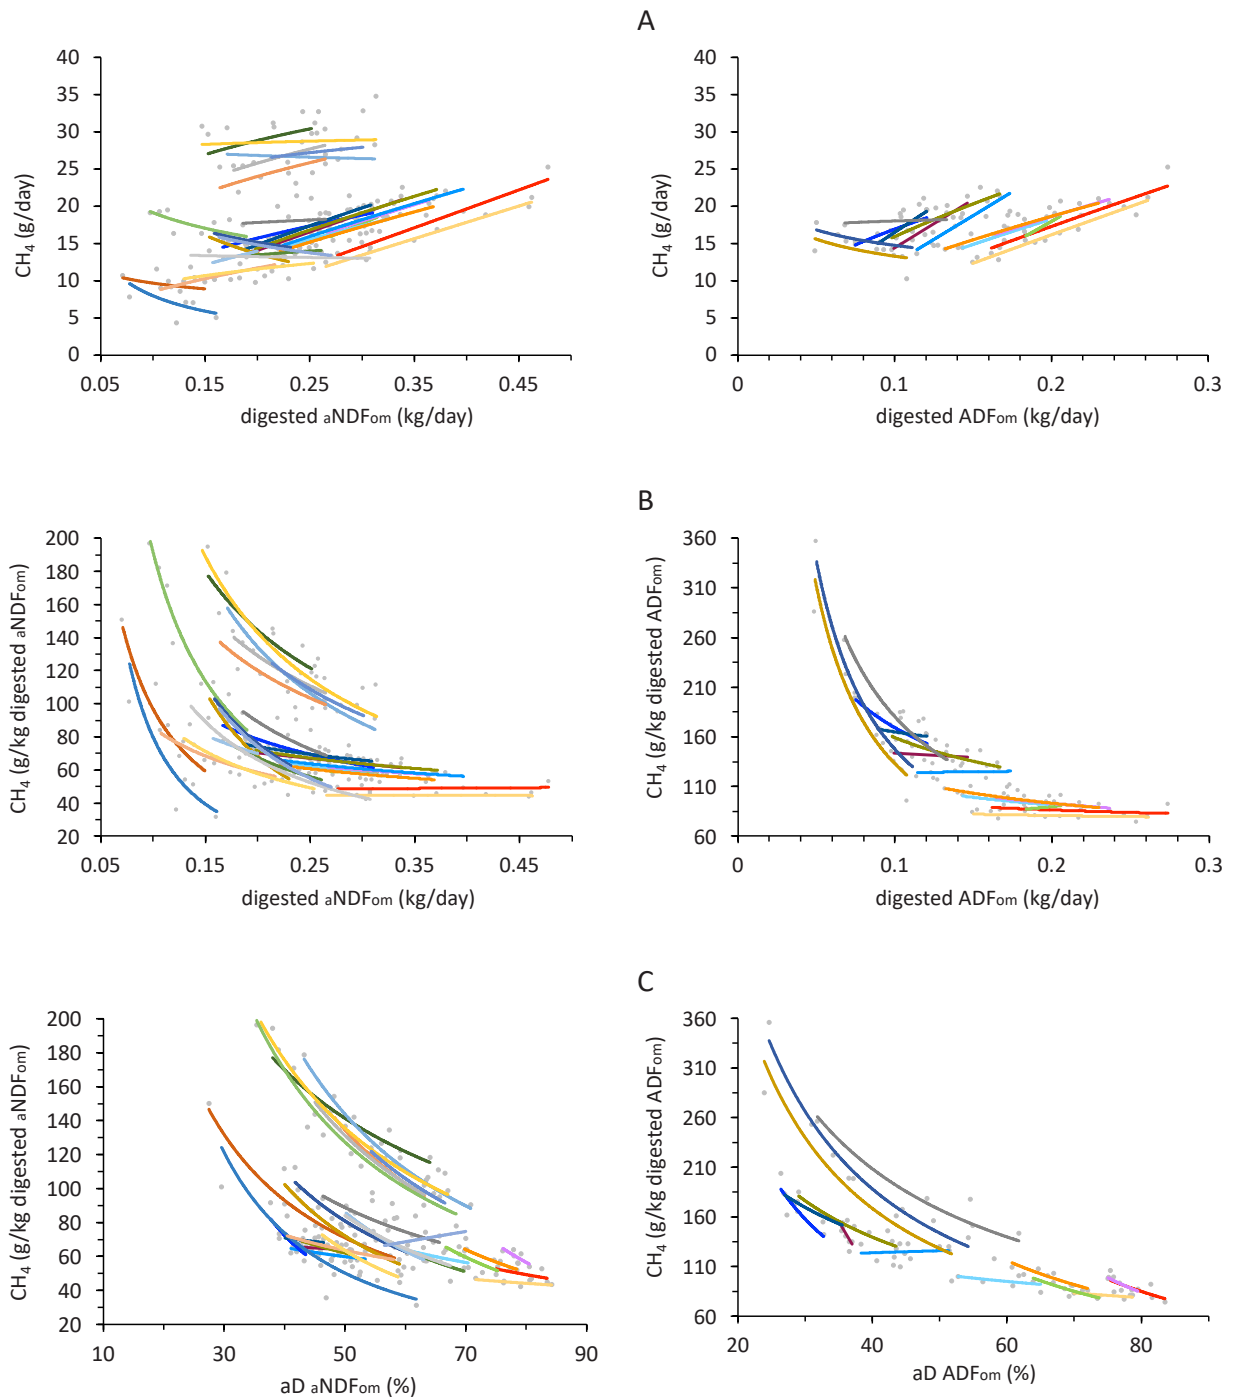 A
CH4 (g/day)
40
35
30
25
20
15
10
5
0
0.05 0.15 0.25 0.35 0.45
digested aNDFom (kg/day)
CH4 (g/day)
40
35
30
25
20
15
10
5
0
0 0.1 0.2 0.3
digested ADFom (kg/day)
B
CH4 (g/kg digested aNDFom)
200
180
160
140
120
100
80
60
40
20
0.05 0.15 0.25 0.35 0.45
digested aNDFom (kg/day)
CH4 (g/kg digested ADFom)
360
310
260
210
160
110
60
0 0.1 0.2 0.3
digested ADFom (kg/day)
C
CH4 (g/kg digested aNDFom)
200
180
160
140
120
100
80
60
40
20
10 30 50 70 90
aD aNDFom (%)
CH4 (g/kg digested ADFom)
360
310
260
210
160
110
60
20 40 60 80
aD ADFom (%)